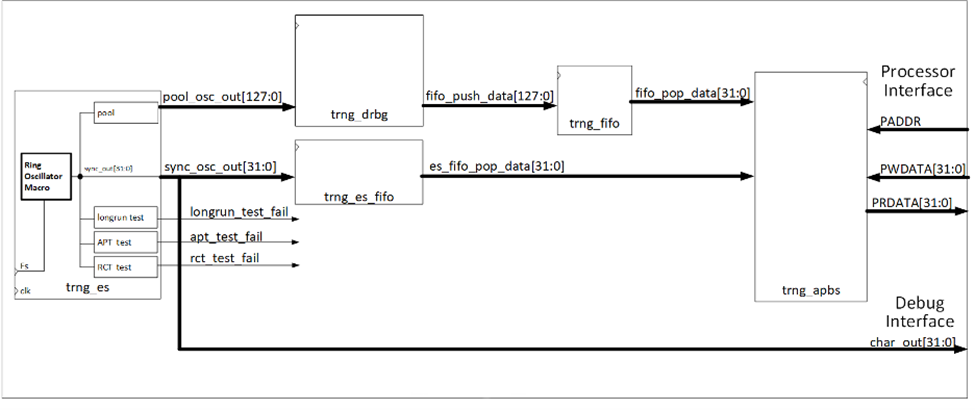 Processor
Interface
pool_osc_out[127:0]
fifo_push_data[127:0]
fifo_pop_data[31:0]
pool
trng_drbg
trng_fifo
PADDR
Ring
Oscillator
Macro
sync_out[31:0]
sync_osc_out[31:0]
es_fifo_pop_data[31:0]
PWDATA[31:0]
trng_es_fifo
PRDATA[31:0]
longrun test
longrun_test_fail
APT test
apt_test_fail
RCT test
rct_test_fail
Fs
clk
trng_es
trng_apbs
Debug
Interface
char_out[31:0]